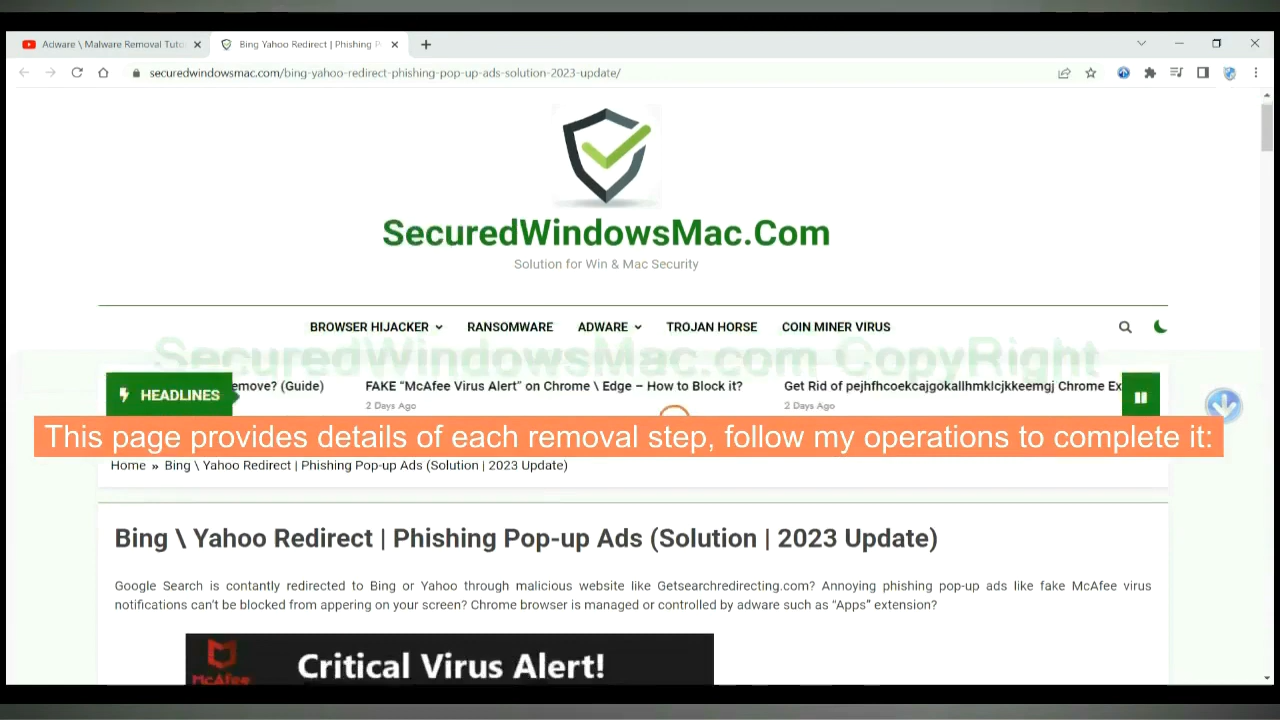 Adware \ Malware Removal Tuto
Bing Yahoo Redirect | Phishing P
securedwindowsmac.com/bing-yahoo-redirect-phishing-pop-up-ads-solution-2023-update/
SecuredWindowsMac.Com
Solution for Win & Mac Security
BROWSER HIJACKER
RANSOMWARE
ADWARE
TROJAN HORSE
COIN MINER VIRUS
SecuredWindowsMac.com CopyRight
HEADLINES
emove? (Guide)
FAKE “McAfee Virus Alert” on Chrome \ Edge – How to Block it?
Get Rid of pejhfhcoekcajgokallhmklcjkkeemgj Chrome Ex
2 Days Ago
2 Days Ago
This page provides details of each removal step, follow my operations to complete it:
Home » Bing \ Yahoo Redirect | Phishing Pop-up Ads (Solution | 2023 Update)
Bing \ Yahoo Redirect | Phishing Pop-up Ads (Solution | 2023 Update)
Google Search is contantly redirected to Bing or Yahoo through malicious website like Getsearchredirecting.com? Annoying phishing pop-up ads like fake McAfee virus
notifications can’t be blocked from appering on your screen? Chrome browser is managed or controlled by adware such as “Apps” extension?
Critical Virus Alert!
McAfee